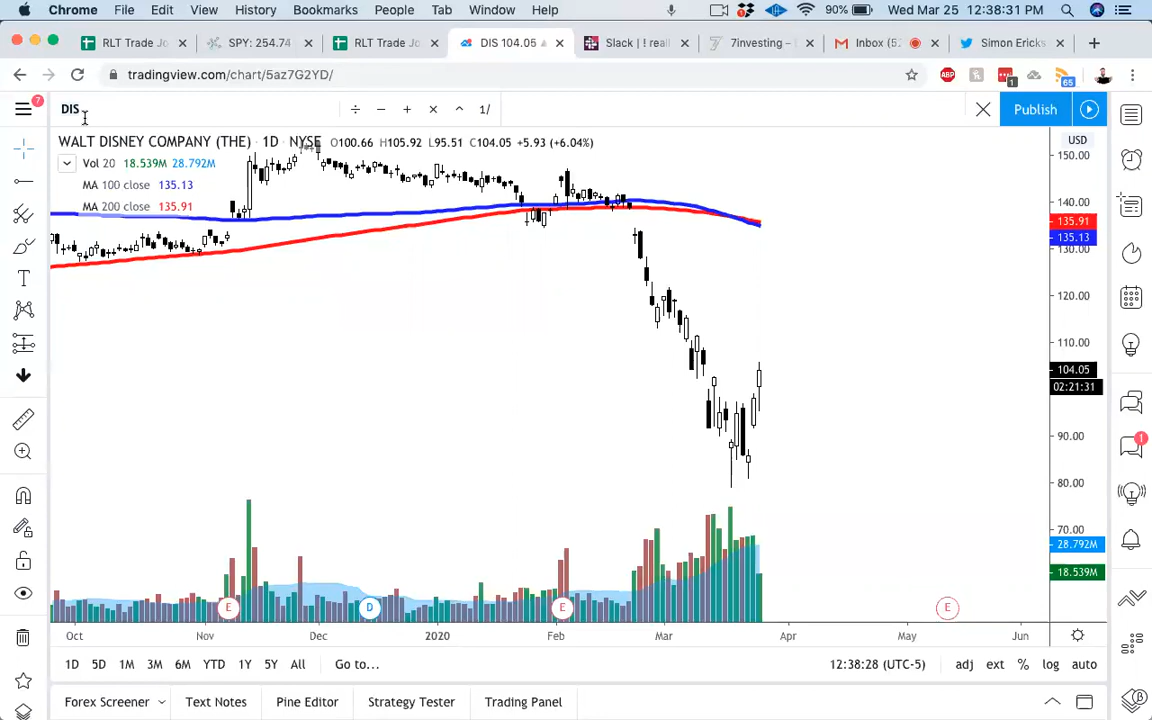 Chrome File Edit View History Bookmarks People Tab Window Help 90% Wed Mar 25 12:38:31 PM
RLT Trade Jo SPY: 254.74 RLT Trade Jo DIS 104.05 Slack | ! reall 7investing – Inbox (5 Simon Ericks
tradingview.com/chart/5az7G2YD/ 1 65
7 DIS ÷ − + × ^ 1/ Publish
WALT DISNEY COMPANY (THE) · 1D · NYSE O100.66 H105.92 L95.51 C104.05 +5.93 (+6.04%) USD
Vol 20 18.539M 28.792M
MA 100 close 135.13
MA 200 close 135.91
150.00
140.00
135.91
135.13
130.00
120.00
110.00
104.05
02:21:31
90.00
1
80.00
70.00
28.792M
18.539M
E D E E
Oct Nov Dec 2020 Feb Mar Apr May Jun
1D 5D 1M 3M 6M YTD 1Y 5Y All Go to... 12:38:28 (UTC-5) adj ext % log auto
Forex Screener Text Notes Pine Editor Strategy Tester Trading Panel